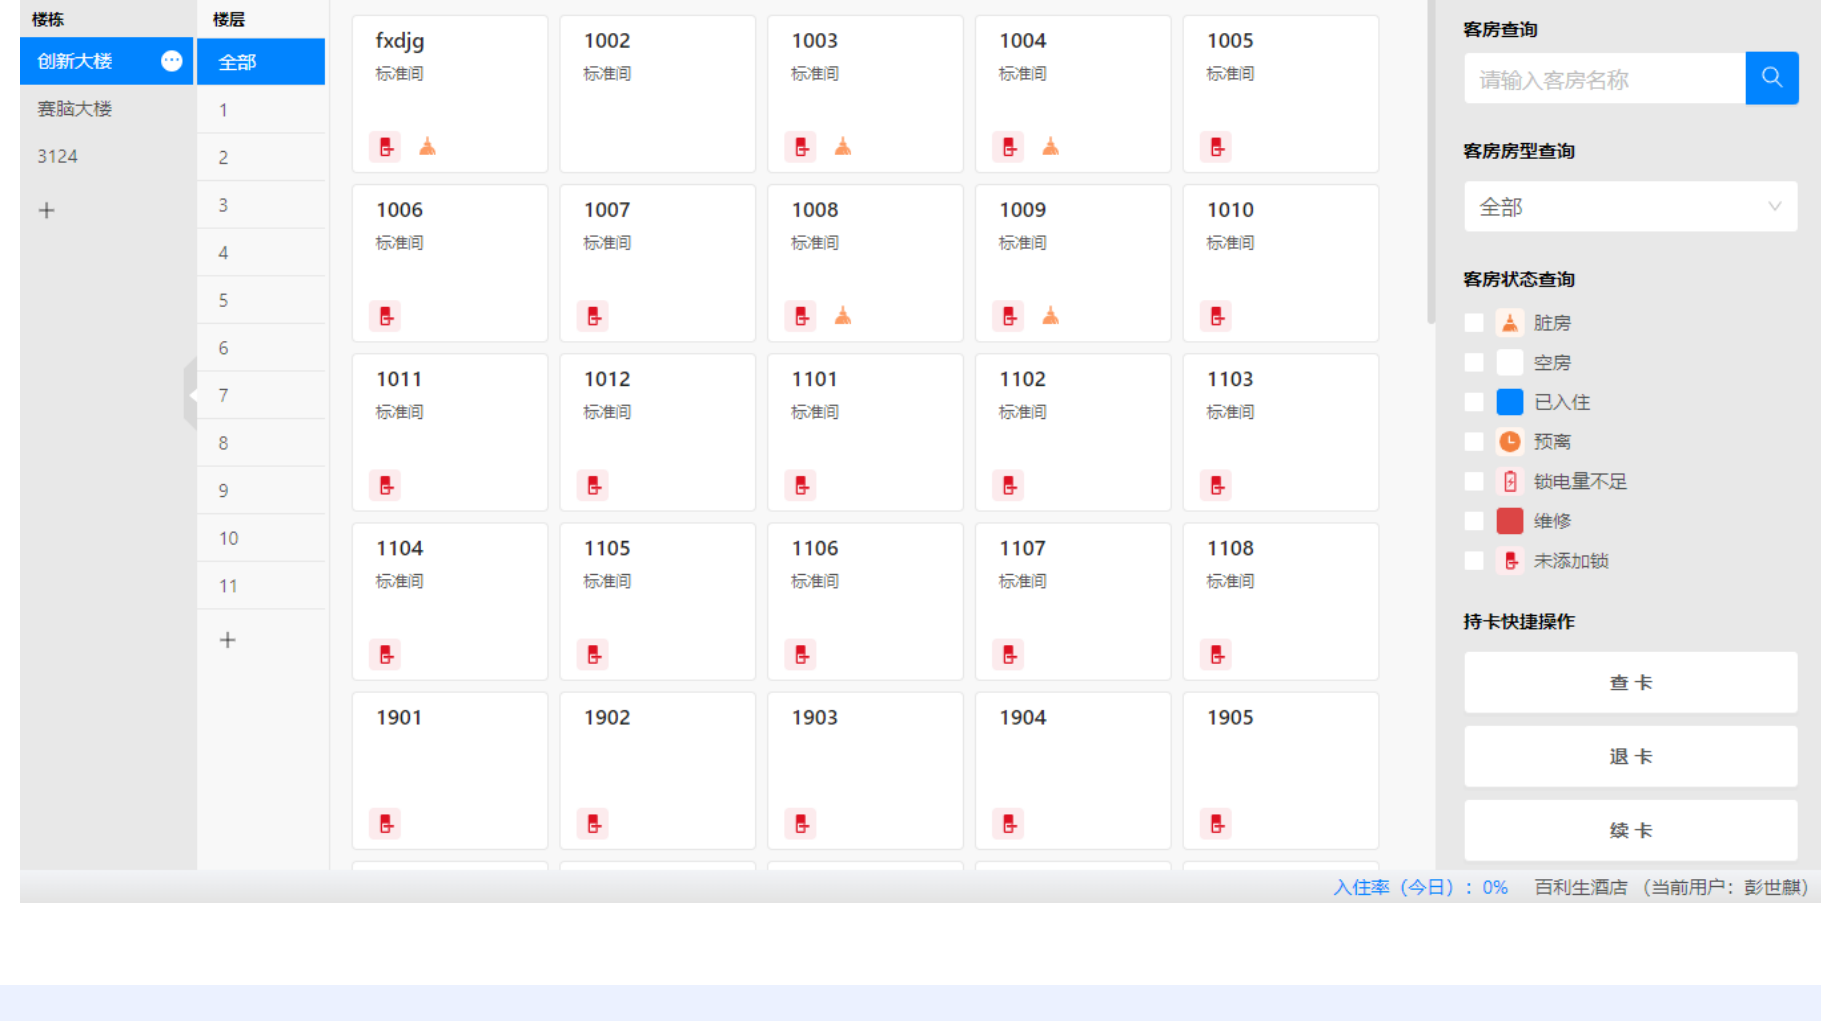 楼栋
创新大楼
赛脑大楼
3124
+
楼层
全部
1
2
3
4
5
6
7
8
9
10
11
+
fxdjg
标准间
1002
标准间
1003
标准间
1004
标准间
1005
标准间
1006
标准间
1007
标准间
1008
标准间
1009
标准间
1010
标准间
1011
标准间
1012
标准间
1101
标准间
1102
标准间
1103
标准间
1104
标准间
1105
标准间
1106
标准间
1107
标准间
1108
标准间
1901
1902
1903
1904
1905
客房查询
请输入客房名称
客房房型查询
全部
客房状态查询
脏房
空房
已入住
预离
锁电量不足
维修
未添加锁
持卡快捷操作
查 卡
退 卡
续 卡
入住率（今日）：0% 百利生酒店 （当前用户：彭世麒）